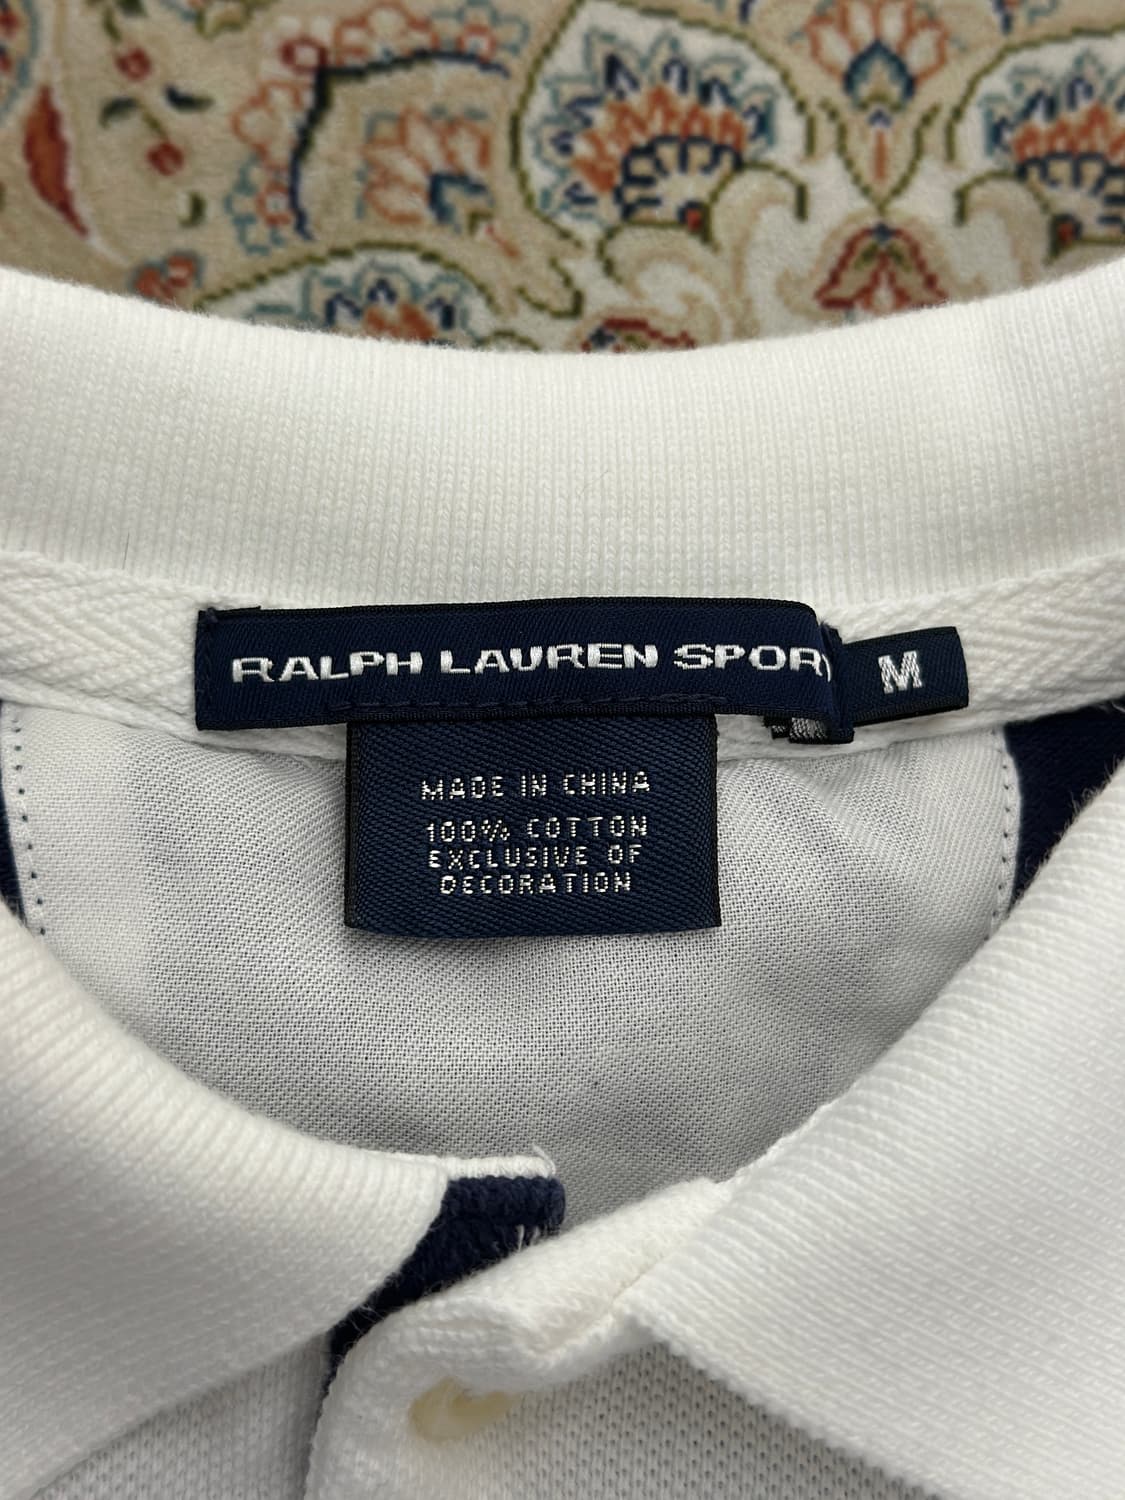 RALPH LAUREN SPORT
M
MADE IN CHINA
100% COTTON
EXCLUSIVE OF
DECORATION